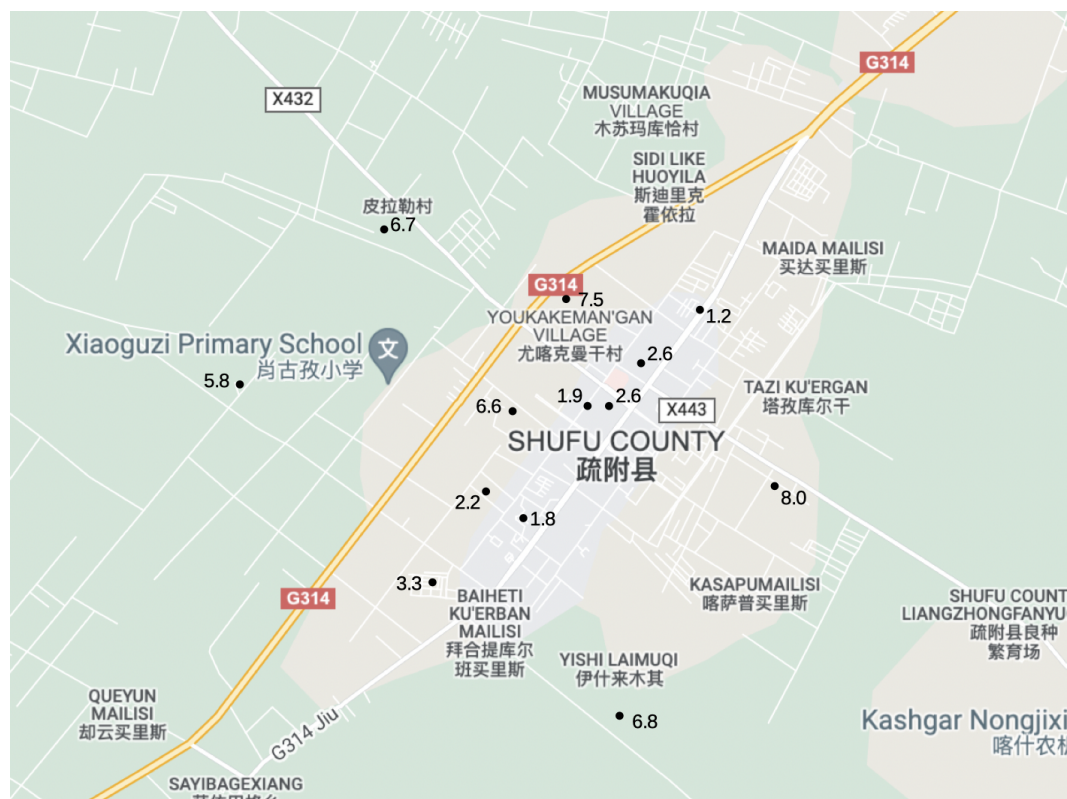 G314
X432
MUSUMAKUQIA
VILLAGE
木苏玛库恰村
SIDI LIKE
HUOYILA
斯迪里克
霍依拉
皮拉勒村
6.7
MAIDA MAILISI
买达买里斯
G314
7.5
YOUKAKEMAN'GAN
VILLAGE
尤喀克曼干村
1.2
Xiaoguzi Primary School
肖古孜小学
文
5.8
2.6
TAZI KU'ERGAN
塔孜库尔干
1.9
2.6
6.6
X443
SHUFU COUNTY
疏附县
2.2
8.0
1.8
3.3
G314
BAIHETI
KU'ERBAN
MAILISI
拜合提库尔
班买里斯
KASAPUMAILISI
喀萨普买里斯
SHUFU COUNT
LIANGZHONGFANYU
疏附县良种
繁育场
YISHI LAIMUQI
伊什来木其
6.8
QUEYUN
MAILISI
却云买里斯
G314 Jiu
Kashgar Nongjixi
喀什农机
SAYIBAGEXIANG